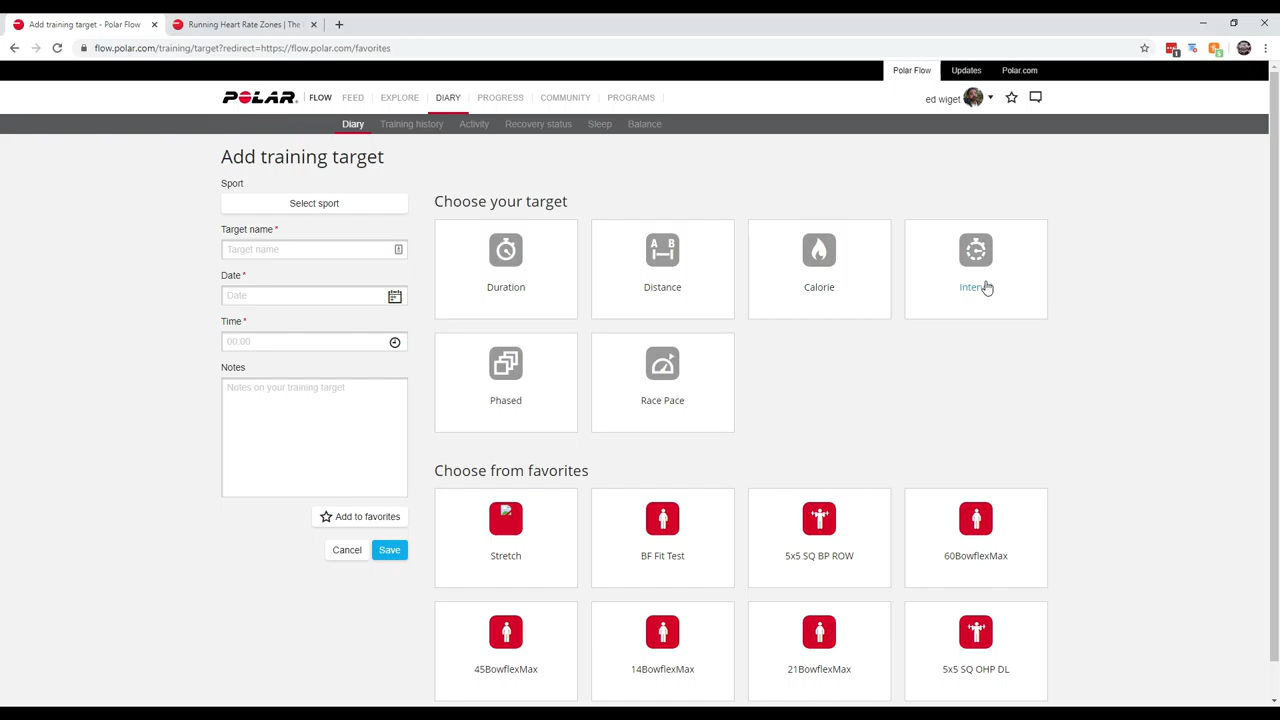 Add training target - Polar Flow
Running Heart Rate Zones | The
flow.polar.com/training/target?redirect=https://flow.polar.com/favorites
Polar Flow Updates Polar.com
POLAR FLOW FEED EXPLORE DIARY PROGRESS COMMUNITY PROGRAMS
ed wiget
Diary Training history Activity Recovery status Sleep Balance
Add training target
Sport
Select sport
Target name *
Target name
Date *
Date
Time *
00:00
Notes
Notes on your training target
Add to favorites
Cancel Save
Choose your target
A B
Duration Distance Calorie
Phased Race Pace
Choose from favorites
Stretch BF Fit Test 5x5 SQ BP ROW 60BowflexMax
45BowflexMax 14BowflexMax 21BowflexMax 5x5 SQ OHP DL